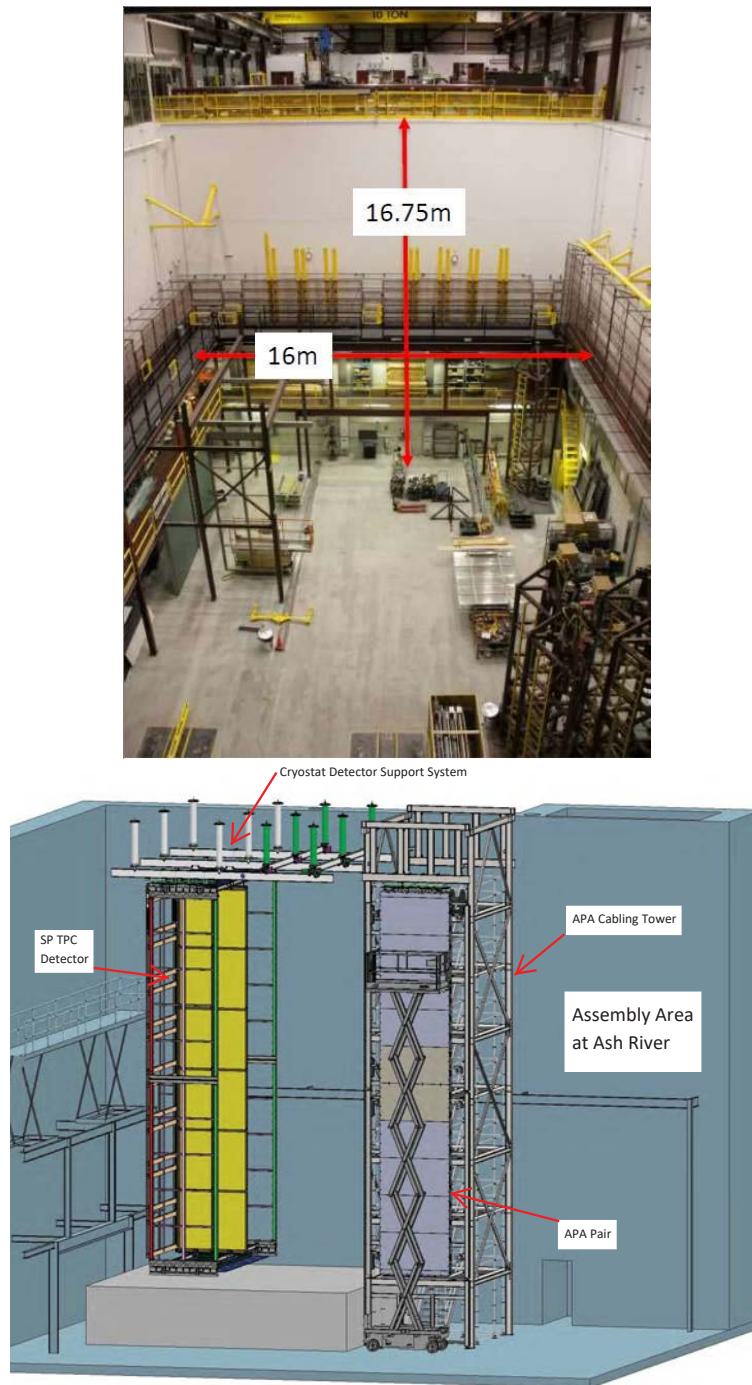 10 TON
16.75m
16m
Cryostat Detector Support System
SP TPC
Detector
APA Cabling Tower
Assembly Area
at Ash River
APA Pair